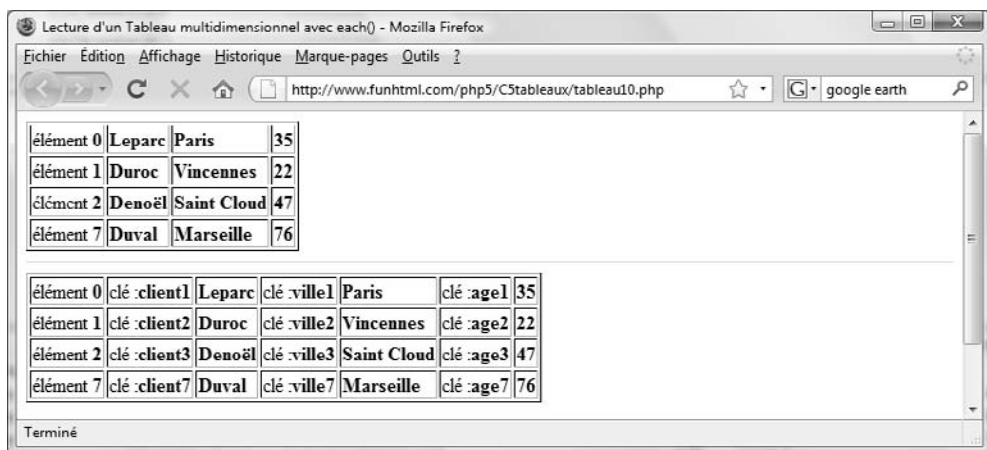 Lecture d'un Tableau multidimensionnel avec each() - Mozilla Firefox
Fichier Édition Affichage Historique Marque-pages Outils ?
http://www.funhtml.com/php5/C5tableaux/tableau10.php G google earth
élément 0 Leparc Paris 35
élément 1 Duroc Vincennes 22
élément 2 Denoël Saint Cloud 47
élément 7 Duval Marseille 76
élément 0 clé :client1 Leparc clé :ville1 Paris clé :age1 35
élément 1 clé :client2 Duroc clé :ville2 Vincennes clé :age2 22
élément 2 clé :client3 Denoël clé :ville3 Saint Cloud clé :age3 47
élément 7 clé :client7 Duval clé :ville7 Marseille clé :age7 76
Terminé